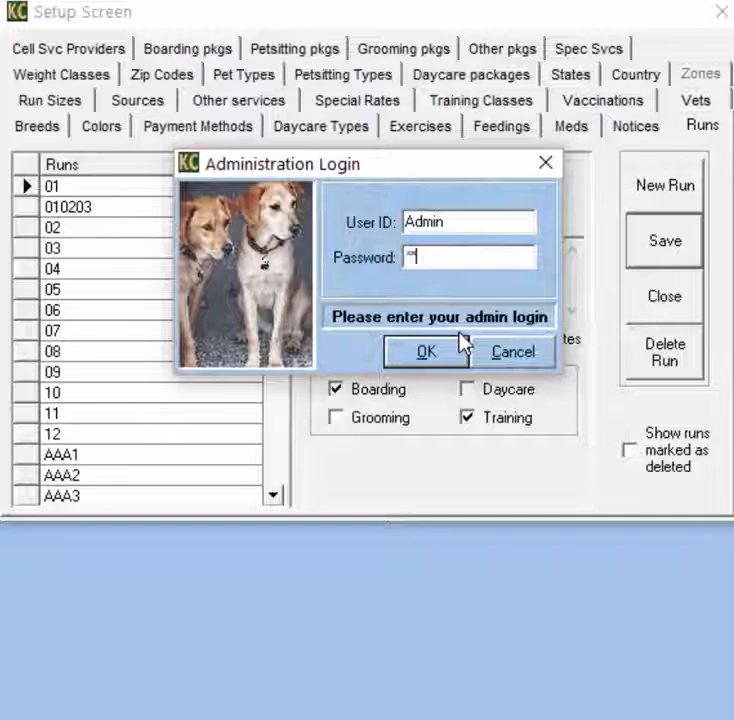 KC Setup Screen
Cell Svc Providers Boarding pkgs Petsitting pkgs Grooming pkgs Other pkgs Spec Svcs
Weight Classes Zip Codes Pet Types Petsitting Types Daycare packages States Country Zones
Run Sizes Sources Other services Special Rates Training Classes Vaccinations Vets
Breeds Colors Payment Methods Daycare Types Exercises Feedings Meds Notices Runs
Runs
01
010203
02
03
04
05
06
07
08
09
10
11
12
AAA1
AAA2
AAA3
KC Administration Login
User ID: Admin
Password: **
Please enter your admin login
OK Cancel
tes
Boarding Daycare
Grooming Training
New Run
Save
Close
Delete
Run
Show runs
marked as
deleted